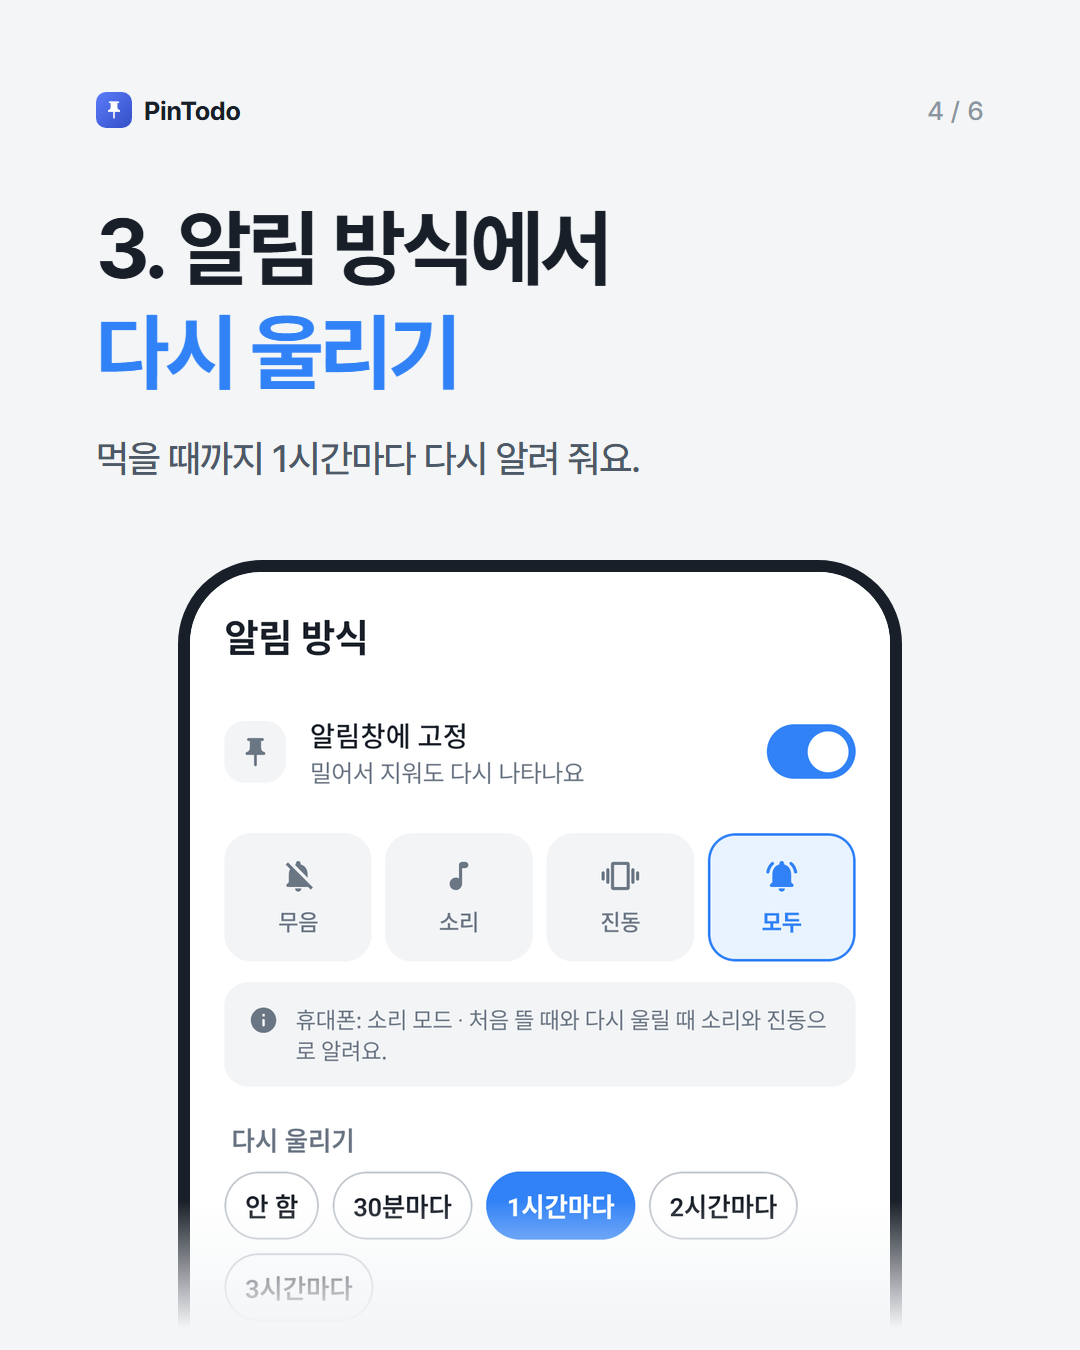 PinTodo
4 / 6
3. 알림 방식에서
다시 울리기
먹을 때까지 1시간마다 다시 알려 줘요.
알림 방식
알림창에 고정
밀어서 지워도 다시 나타나요
무음
소리
진동
모두
휴대폰: 소리 모드 · 처음 뜰 때와 다시 울릴 때 소리와 진동으
로 알려요.
다시 울리기
안 함
30분마다
1시간마다
2시간마다
3시간마다